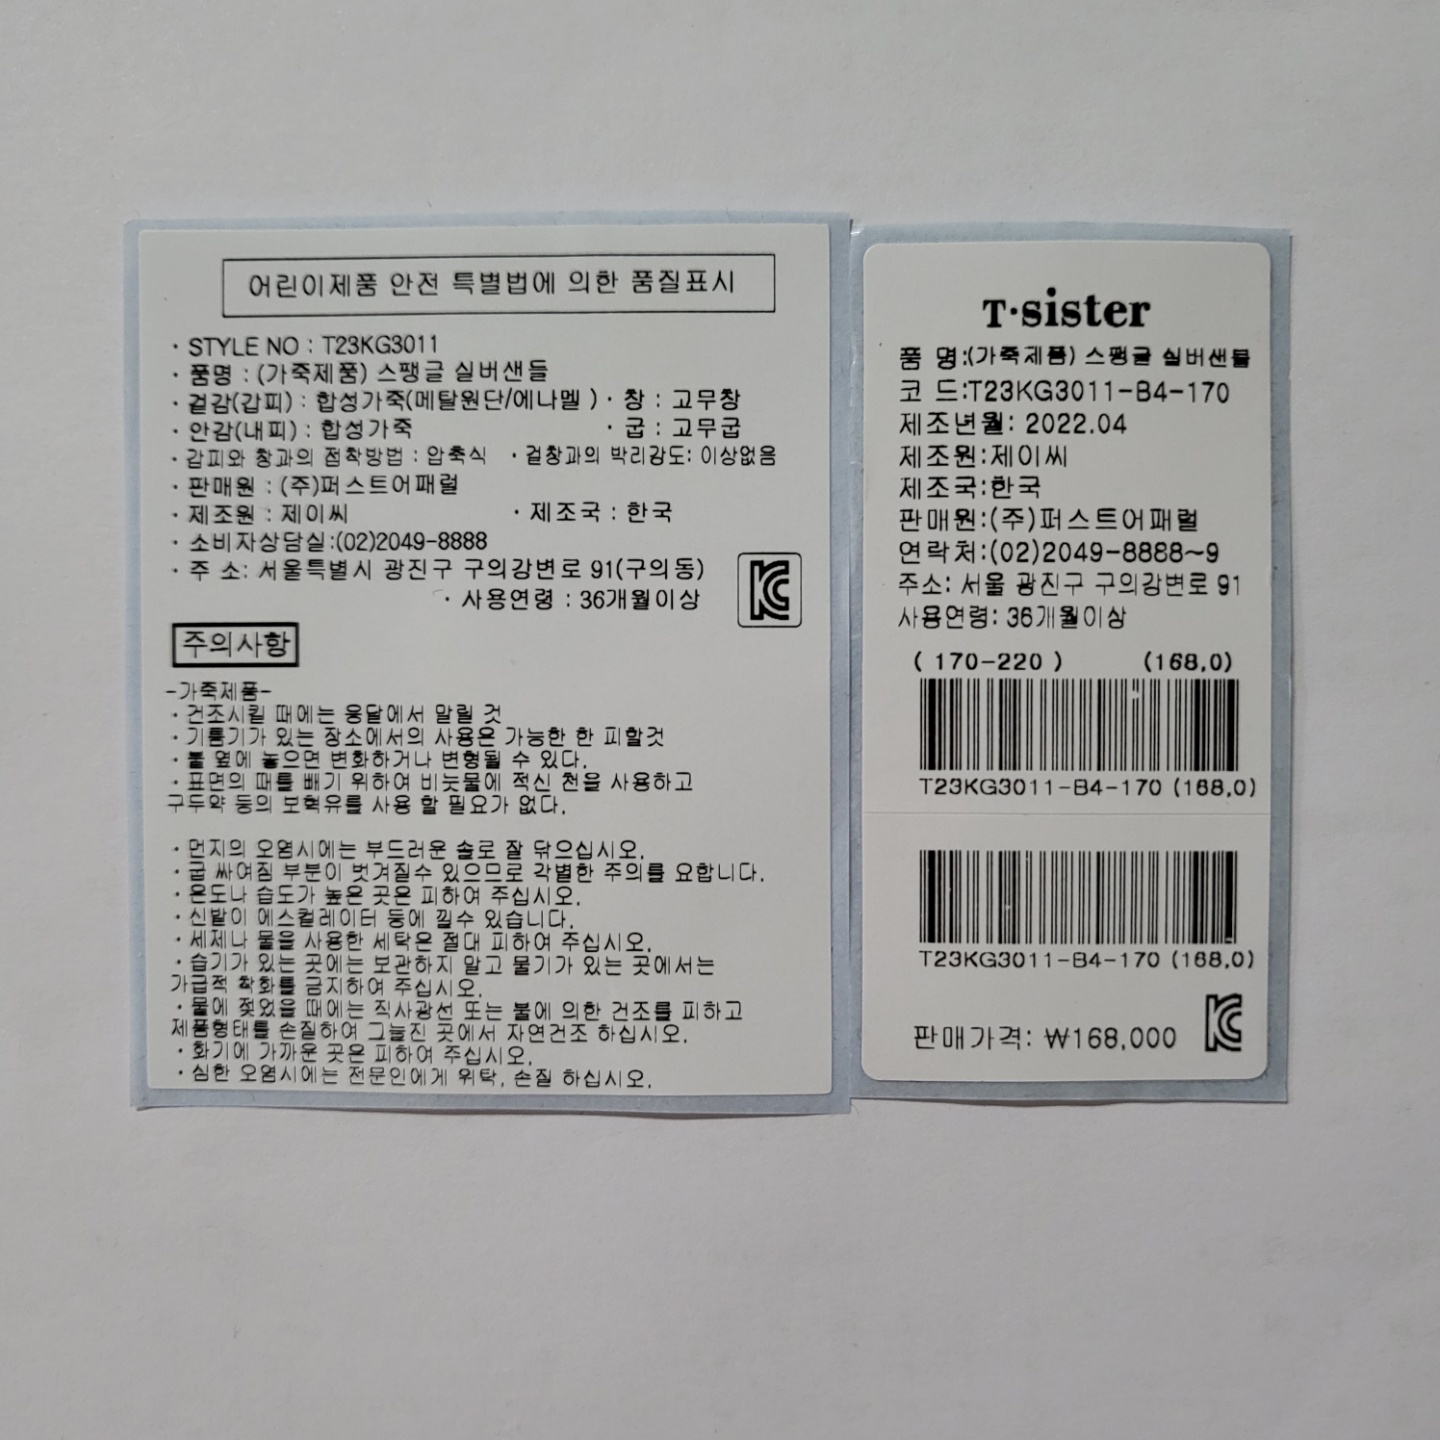 어린이제품 안전 특별법에 의한 품질표시
· STYLE NO : T23KG3011
· 품명 : (가죽제품) 스팽글 실버샌들
· 겉감(갑피) : 합성가죽(메탈원단/에나멜 ) · 창 : 고무창
· 안감(내피) : 합성가죽 · 굽 : 고무굽
· 갑피와 창과의 접착방법 : 압축식 · 겉창과의 박리강도: 이상없음
· 판매원 : (주)퍼스트어패럴
· 제조원 : 제이씨 · 제조국 : 한국
· 소비자상담실:(02)2049-8888
· 주 소: 서울특별시 광진구 구의강변로 91(구의동)
· 사용연령 : 36개월이상
주의사항
-가죽제품-
· 건조시킬 때에는 응달에서 말릴 것
· 기름기가 있는 장소에서의 사용은 가능한 한 피할것
· 불 옆에 놓으면 변화하거나 변형될 수 있다.
· 표면의 때를 빼기 위하여 비눗물에 적신 천을 사용하고
구두약 등의 보혁유를 사용 할 필요가 없다.
· 먼지의 오염시에는 부드러운 솔로 잘 닦으십시오.
· 굽 싸여짐 부분이 벗겨질수 있으므로 각별한 주의를 요합니다.
· 온도나 습도가 높은 곳은 피하여 주십시오.
· 신발이 에스컬레이터 등에 낄수 있습니다.
· 세제나 물을 사용한 세탁은 절대 피하여 주십시오.
· 습기가 있는 곳에는 보관하지 말고 물기가 있는 곳에서는
가급적 착화를 금지하여 주십시오.
· 물에 젖었을 때에는 직사광선 또는 불에 의한 건조를 피하고
제품형태를 손질하여 그늘진 곳에서 자연건조 하십시오.
· 화기에 가까운 곳은 피하여 주십시오.
· 심한 오염시에는 전문인에게 위탁, 손질 하십시오.
T·sister
품 명:(가죽제품) 스팽글 실버샌들
코 드:T23KG3011-B4-170
제조년월: 2022.04
제조원:제이씨
제조국:한국
판매원:(주)퍼스트어패럴
연락처:(02)2049-8888~9
주소: 서울 광진구 구의강변로 91
사용연령: 36개월이상
( 170-220 ) (168,0)
T23KG3011-B4-170 (168,0)
T23KG3011-B4-170 (168,0)
판매가격: ₩168,000